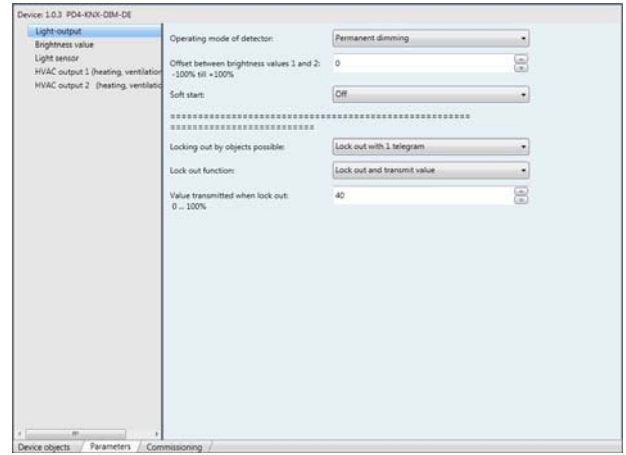 Device: 1.0.3 PD4-KNX-DIM-DE
Light-output
Brightness value
Light sensor
HVAC output 1 (heating, ventilation
HVAC output 2 (heating, ventilatic
Operating mode of detector:
Permanent dimming
Offset between brightness values 1 and 2:
-100% till +100%
0
Soft start:
Off
Locking out by objects possible:
Lock out with 1 telegram
Lock out function:
Lock out and transmit value
Value transmitted when lock out:
0 ... 100%
40
Device objects
Parameters
Commissioning